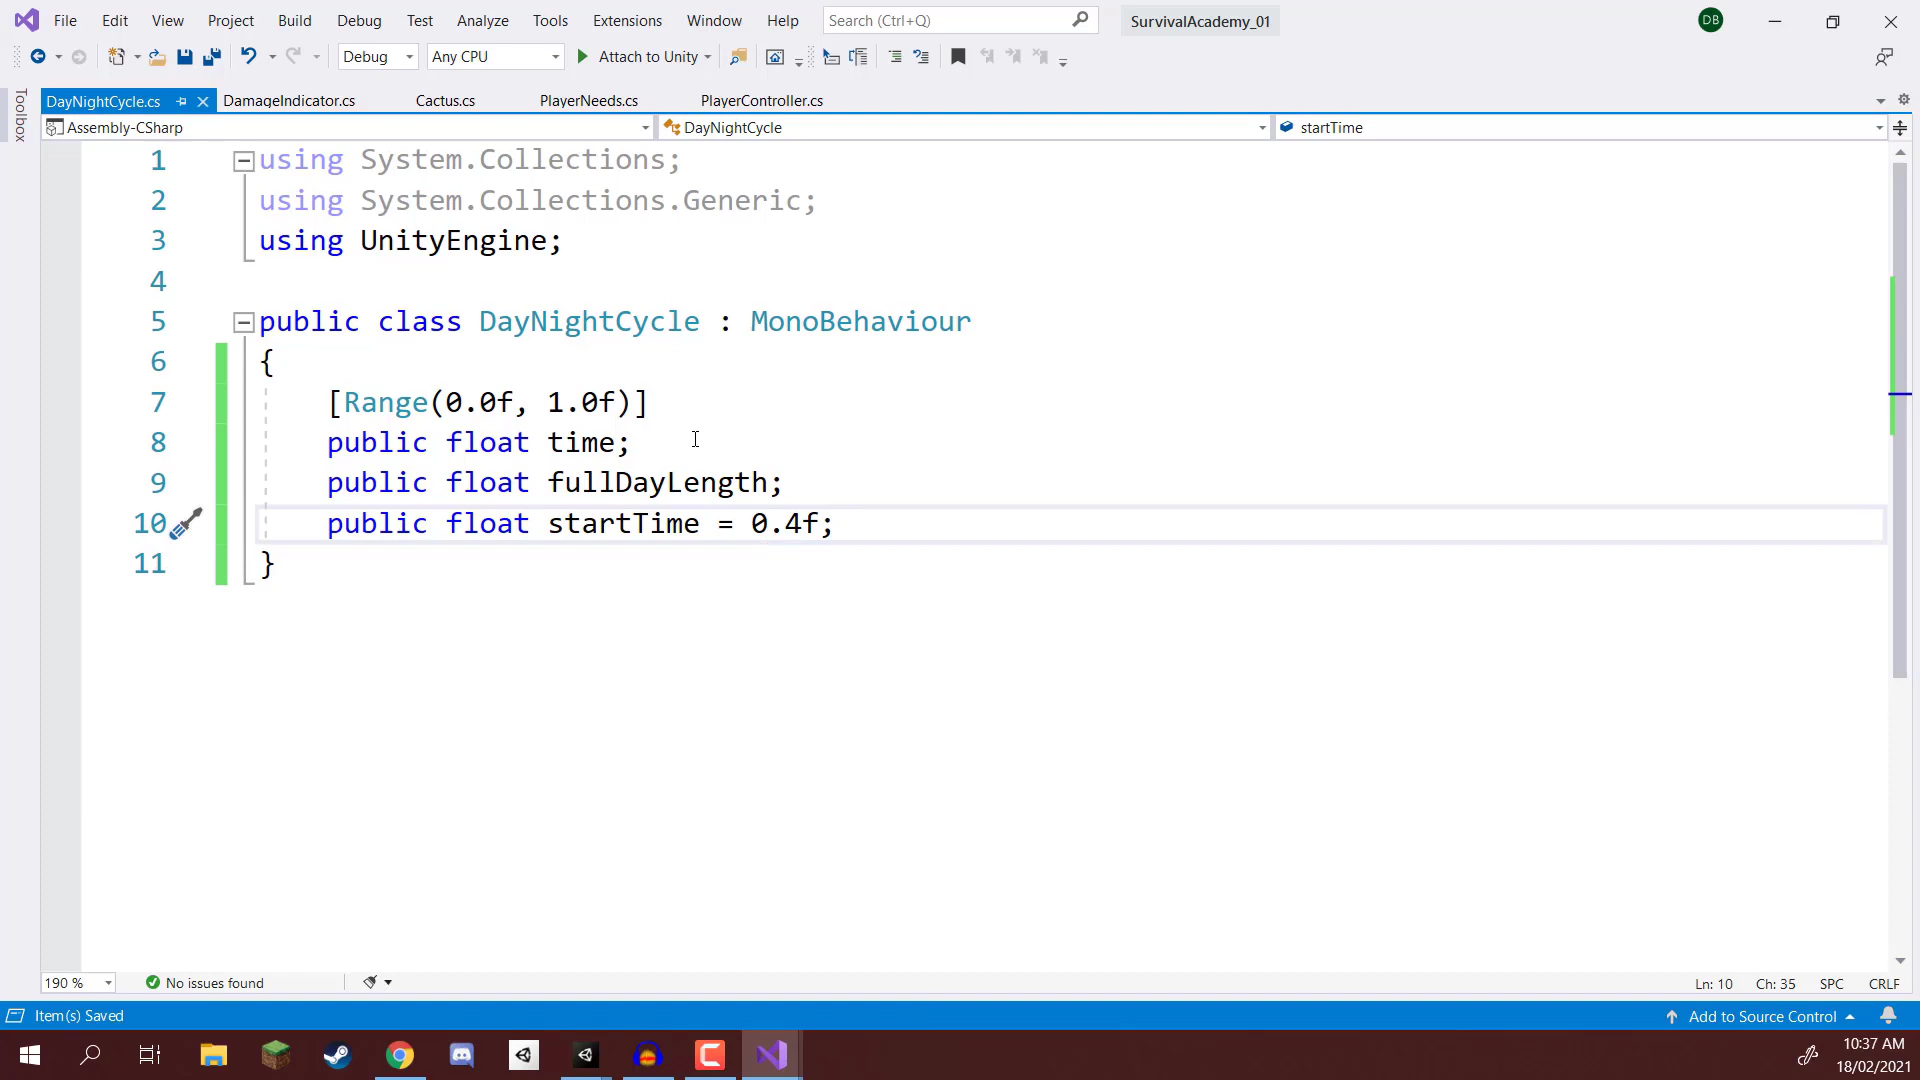 File Edit View Project Build Debug Test Analyze Tools Extensions Window Help Search (Ctrl+Q) SurvivalAcademy_01 DB
Debug Any CPU Attach to Unity
Toolbox
DayNightCycle.cs DamageIndicator.cs Cactus.cs PlayerNeeds.cs PlayerController.cs
Assembly-CSharp DayNightCycle startTime
1 using System.Collections;
2 using System.Collections.Generic;
3 using UnityEngine;
4
5 public class DayNightCycle : MonoBehaviour
6 {
7 [Range(0.0f, 1.0f)]
8 public float time;
9 public float fullDayLength;
10 public float startTime = 0.4f;
11 }
190 % No issues found Ln: 10 Ch: 35 SPC CRLF
Item(s) Saved Add to Source Control
10:37 AM
18/02/2021